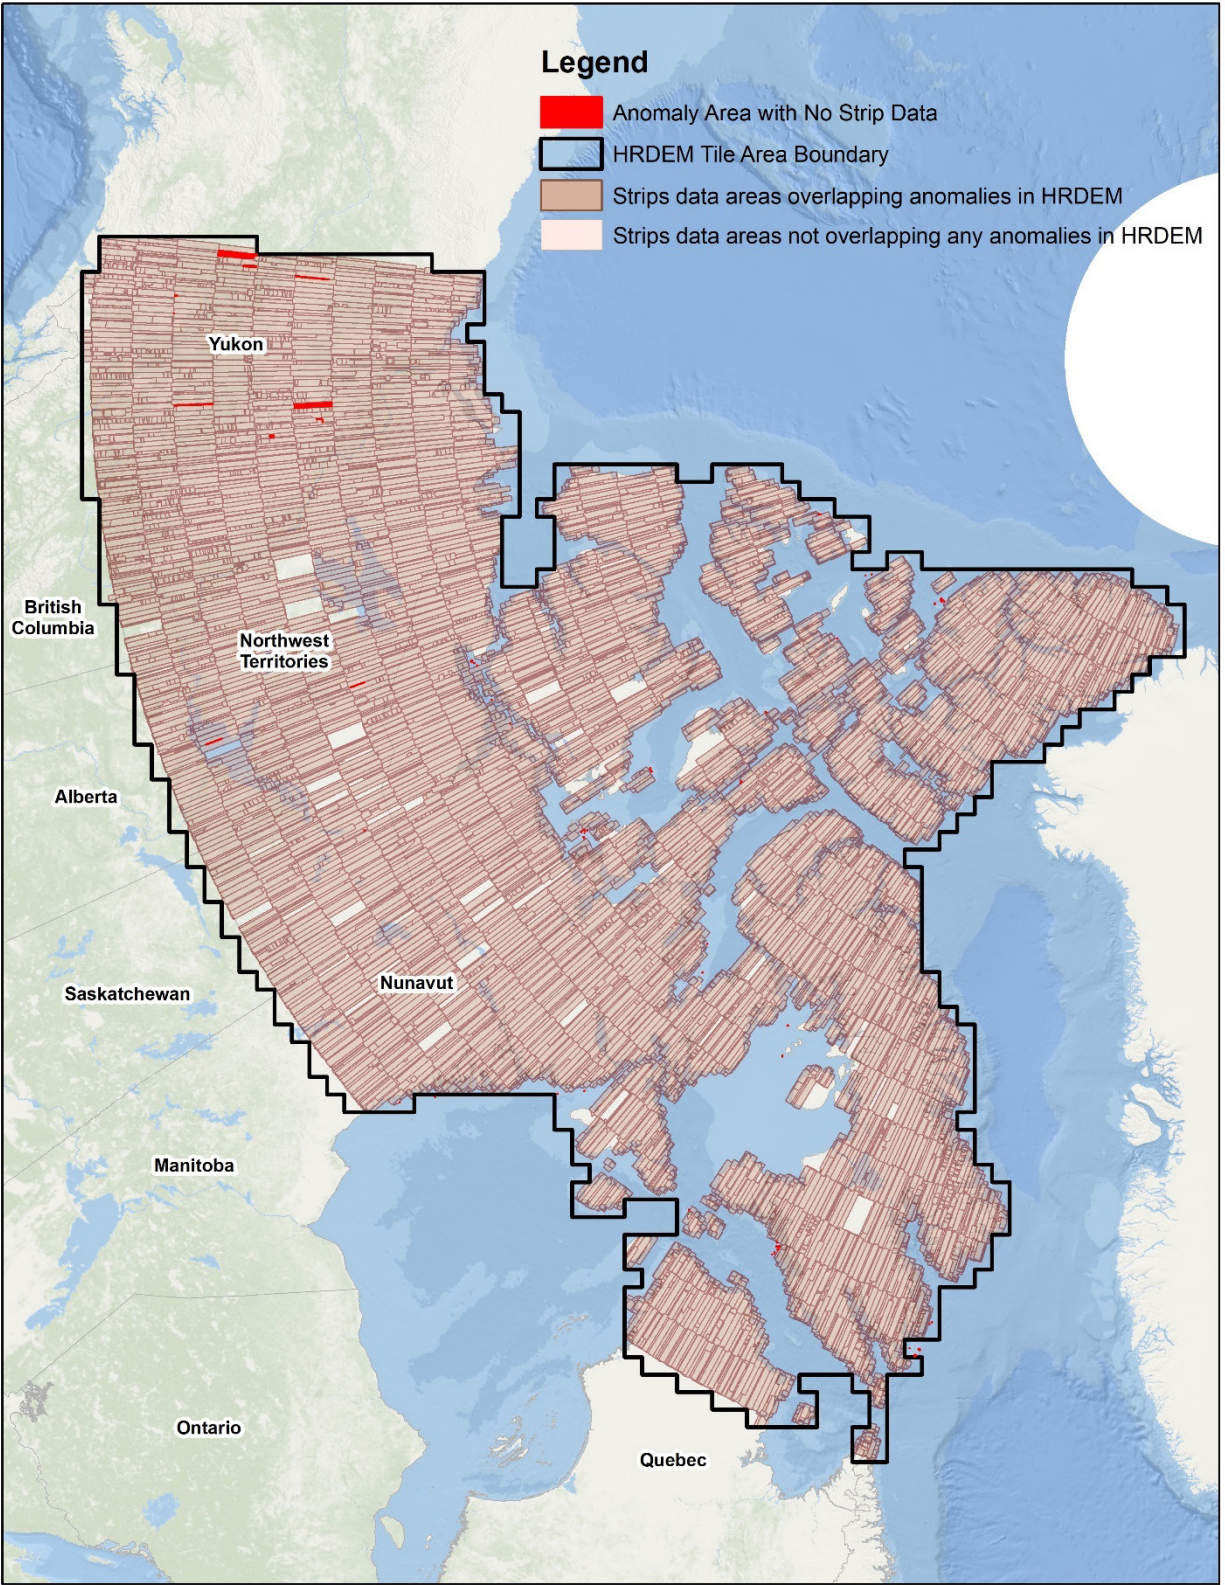 Legend
Anomaly Area with No Strip Data
HRDEM Tile Area Boundary
Strips data areas overlapping anomalies in HRDEM
Strips data areas not overlapping any anomalies in HRDEM
Yukon
British
Columbia
Northwest
Territories
Alberta
Nunavut
Saskatchewan
Manitoba
Ontario
Quebec